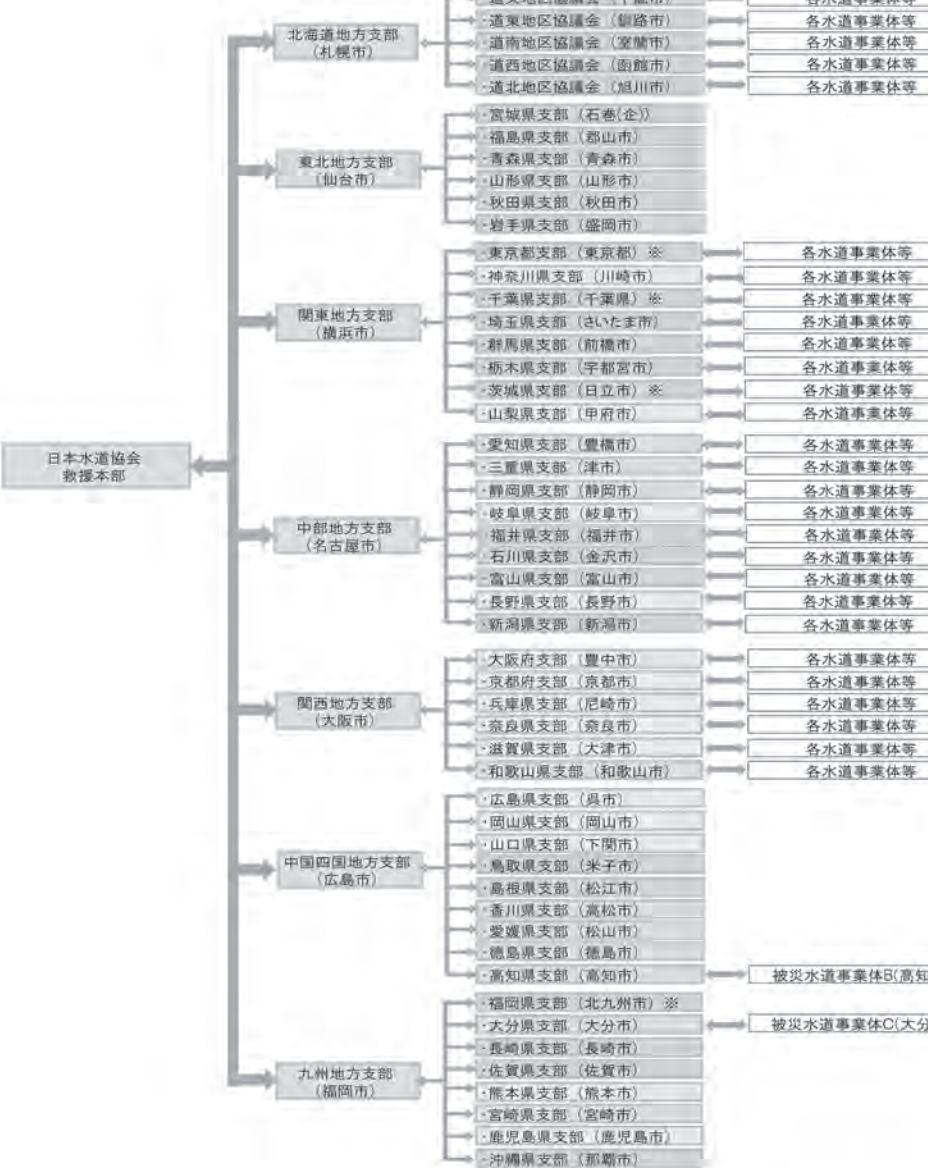 各水道事業体等
北海道地方支部
(札幌市)
・道東地区協議会 (釧路市)
各水道事業体等
・道南地区協議会 (室蘭市)
各水道事業体等
・道西地区協議会 (函館市)
各水道事業体等
・道北地区協議会 (旭川市)
各水道事業体等
東北地方支部
(仙台市)
・宮城県支部 (石巻(企))
・福島県支部 (郡山市)
・青森県支部 (青森市)
・山形県支部 (山形市)
・秋田県支部 (秋田市)
・岩手県支部 (盛岡市)
関東地方支部
(横浜市)
・東京都支部 (東京都) ※
各水道事業体等
・神奈川県支部 (川崎市)
各水道事業体等
・千葉県支部 (千葉県) ※
各水道事業体等
・埼玉県支部 (さいたま市)
各水道事業体等
・群馬県支部 (前橋市)
各水道事業体等
・栃木県支部 (宇都宮市)
各水道事業体等
・茨城県支部 (日立市) ※
各水道事業体等
・山梨県支部 (甲府市)
各水道事業体等
日本水道協会
救援本部
中部地方支部
(名古屋市)
・愛知県支部 (豊橋市)
各水道事業体等
・三重県支部 (津市)
各水道事業体等
・静岡県支部 (静岡市)
各水道事業体等
・岐阜県支部 (岐阜市)
各水道事業体等
福井県支部 (福井市)
各水道事業体等
・石川県支部 (金沢市)
各水道事業体等
・富山県支部 (富山市)
各水道事業体等
・長野県支部 (長野市)
各水道事業体等
・新潟県支部 (新潟市)
各水道事業体等
関西地方支部
(大阪市)
・大阪府支部 (豊中市)
各水道事業体等
・京都府支部 (京都市)
各水道事業体等
・兵庫県支部 (尼崎市)
各水道事業体等
・奈良県支部 (奈良市)
各水道事業体等
・滋賀県支部 (大津市)
各水道事業体等
・和歌山県支部 (和歌山市)
各水道事業体等
中国四国地方支部
(広島市)
・広島県支部 (呉市)
・岡山県支部 (岡山市)
・山口県支部 (下関市)
・鳥取県支部 (米子市)
・島根県支部 (松江市)
・香川県支部 (高松市)
・愛媛県支部 (松山市)
・徳島県支部 (徳島市)
・高知県支部 (高知市)
被災水道事業体B(高知
九州地方支部
(福岡市)
・福岡県支部 (北九州市) ※
・大分県支部 (大分市)
被災水道事業体C(大分
・長崎県支部 (長崎市)
・佐賀県支部 (佐賀市)
・熊本県支部 (熊本市)
・宮崎県支部 (宮崎市)
・鹿児島県支部 (鹿児島市)
・沖縄県支部 (那覇市)